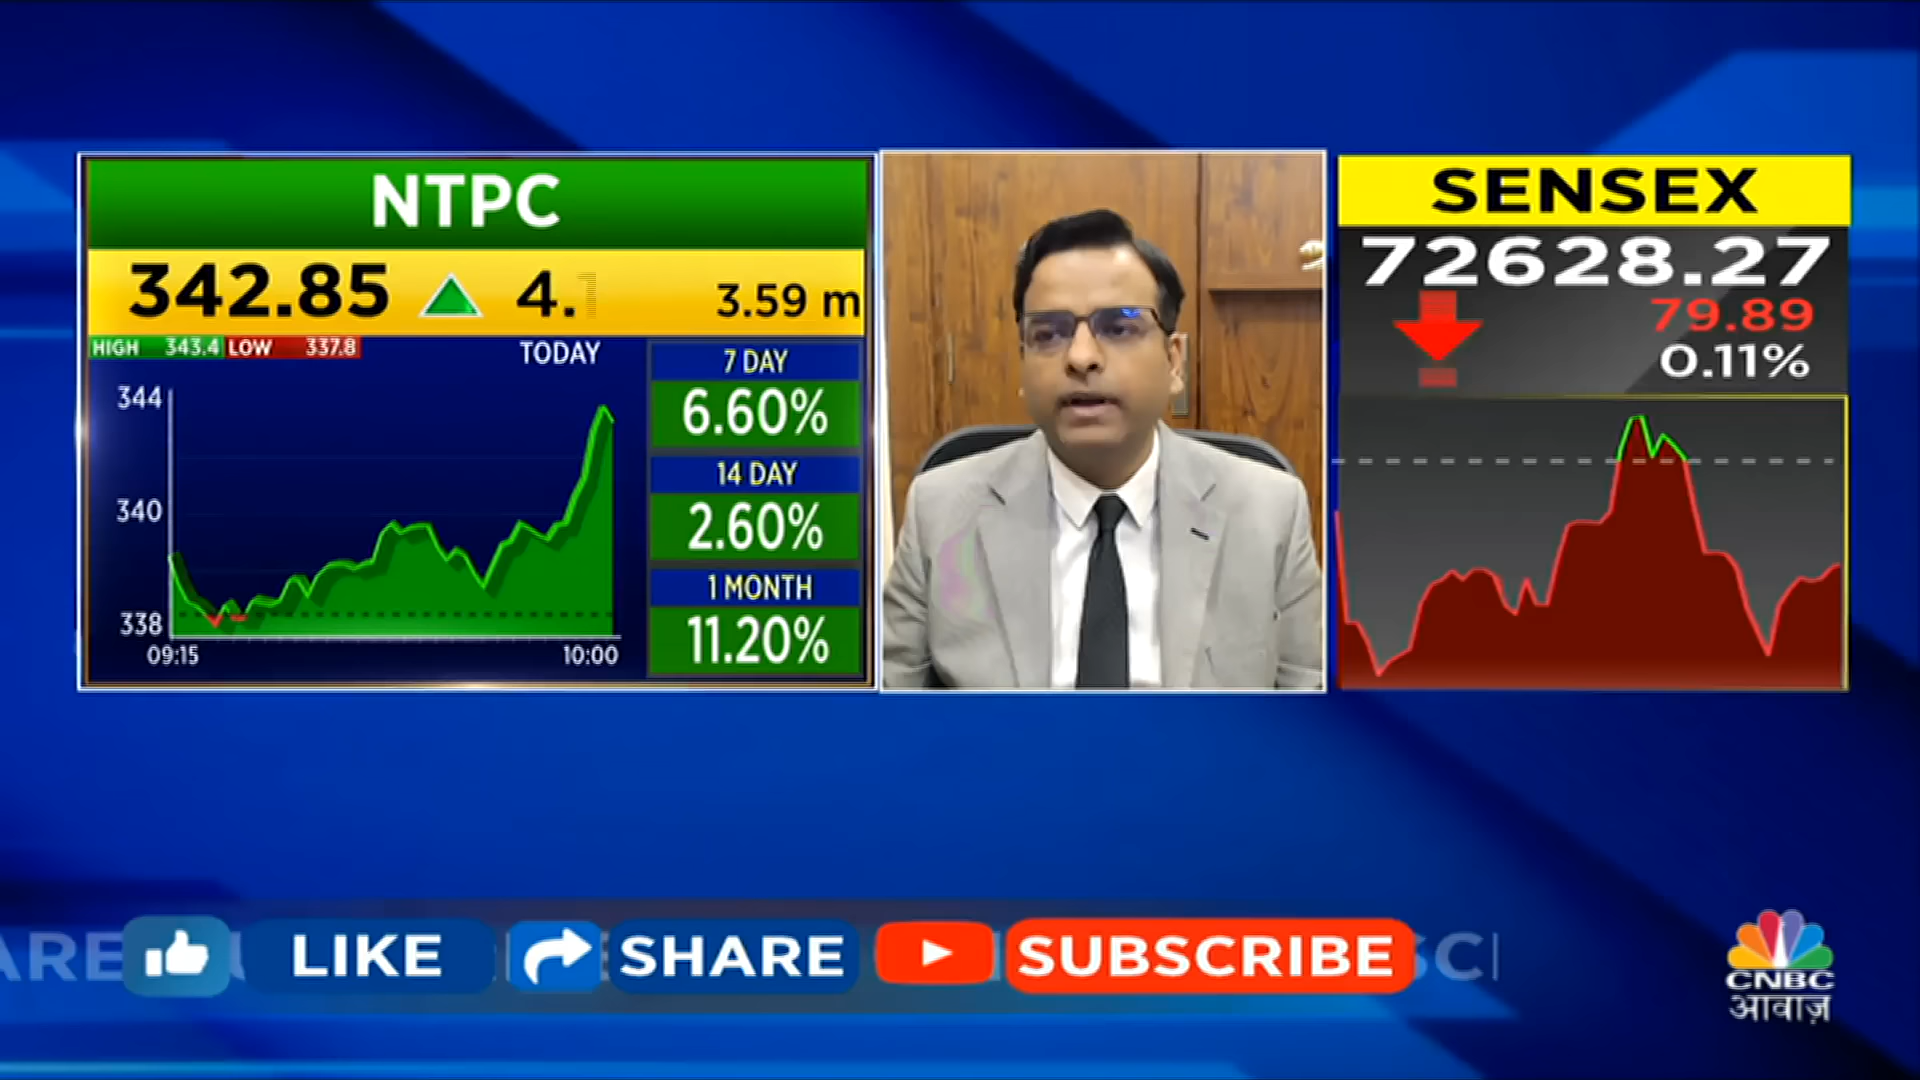 NTPC
342.85 4. 3.59 m
HIGH 343.4 LOW 337.8
TODAY
344
340
338
09:15 10:00
7 DAY
6.60%
14 DAY
2.60%
1 MONTH
11.20%
SENSEX
72628.27
79.89
0.11%
LIKE SHARE SUBSCRIBE
CNBC
आवाज़